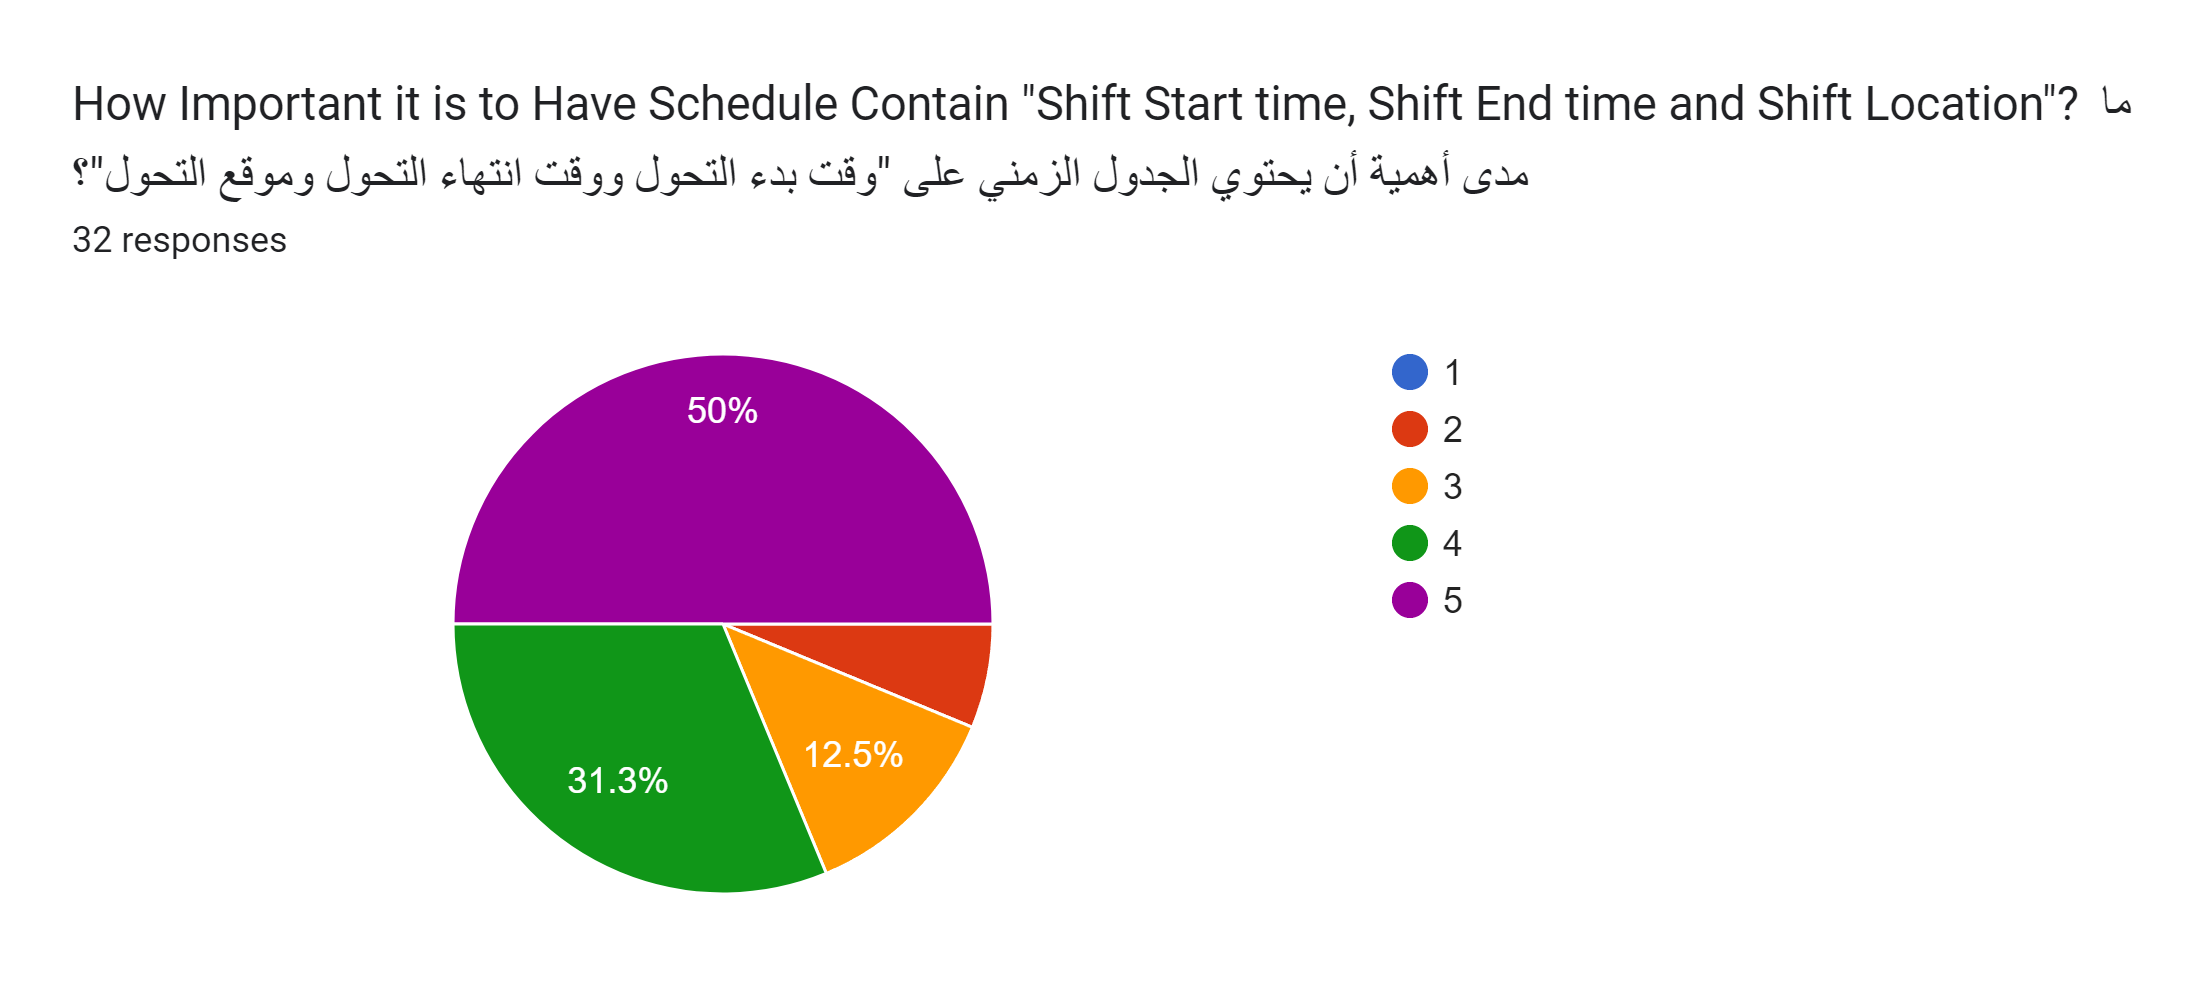 How Important it is to Have Schedule Contain "Shift Start time, Shift End time and Shift Location"? ما
مدى أهمية أن يحتوي الجدول الزمني على "وقت بدء التحول ووقت انتهاء التحول وموقع التحول"؟
32 responses
50%
31.3%
12.5%
1
2
3
4
5